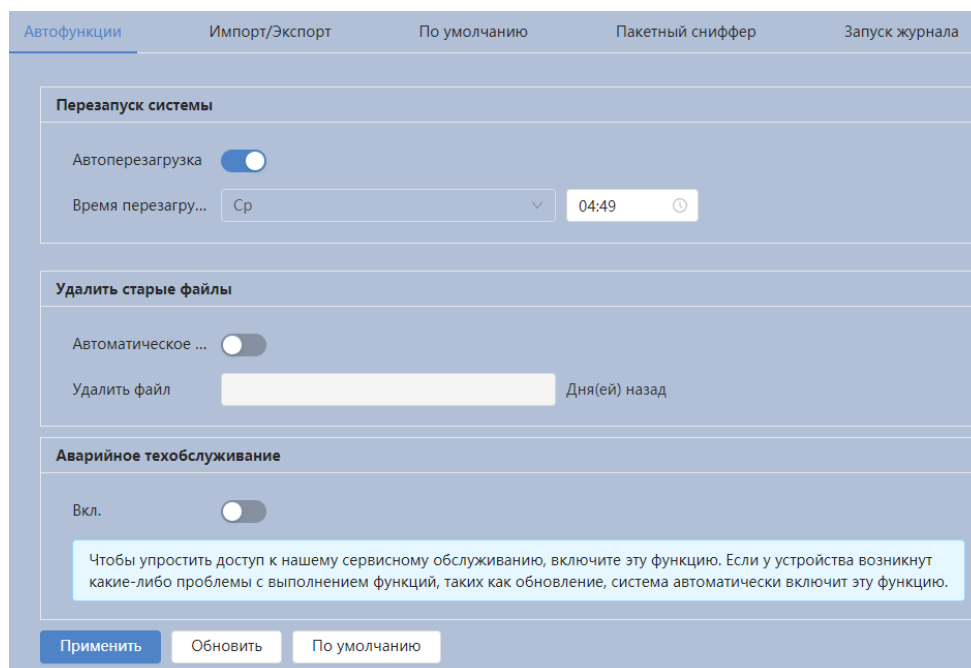 Автофункции Импорт/Экспорт По умолчанию Пакетный сниффер Запуск журнала
Перезапуск системы
Автоперезагрузка
Время перезагру... Ср 04:49
Удалить старые файлы
Автоматическое ...
Удалить файл Дня(ей) назад
Аварийное техобслуживание
Вкл.
Чтобы упростить доступ к нашему сервисному обслуживанию, включите эту функцию. Если у устройства возникнут
какие-либо проблемы с выполнением функций, таких как обновление, система автоматически включит эту функцию.
Применить Обновить По умолчанию